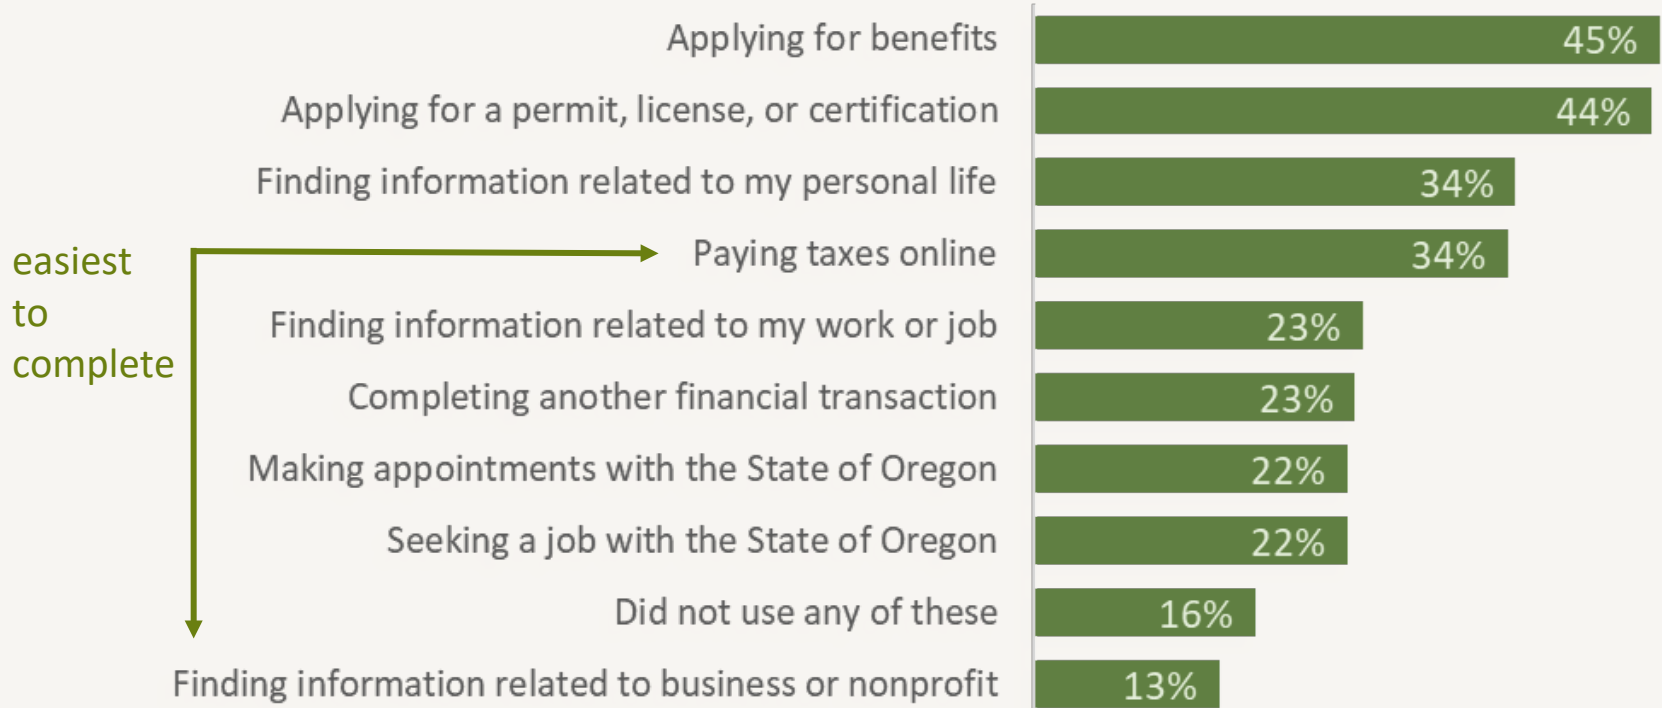 Applying for benefits 45%
Applying for a permit, license, or certification 44%
Finding information related to my personal life 34%
easiest
to
complete
Paying taxes online 34%
Finding information related to my work or job 23%
Completing another financial transaction 23%
Making appointments with the State of Oregon 22%
Seeking a job with the State of Oregon 22%
Did not use any of these 16%
Finding information related to business or nonprofit 13%